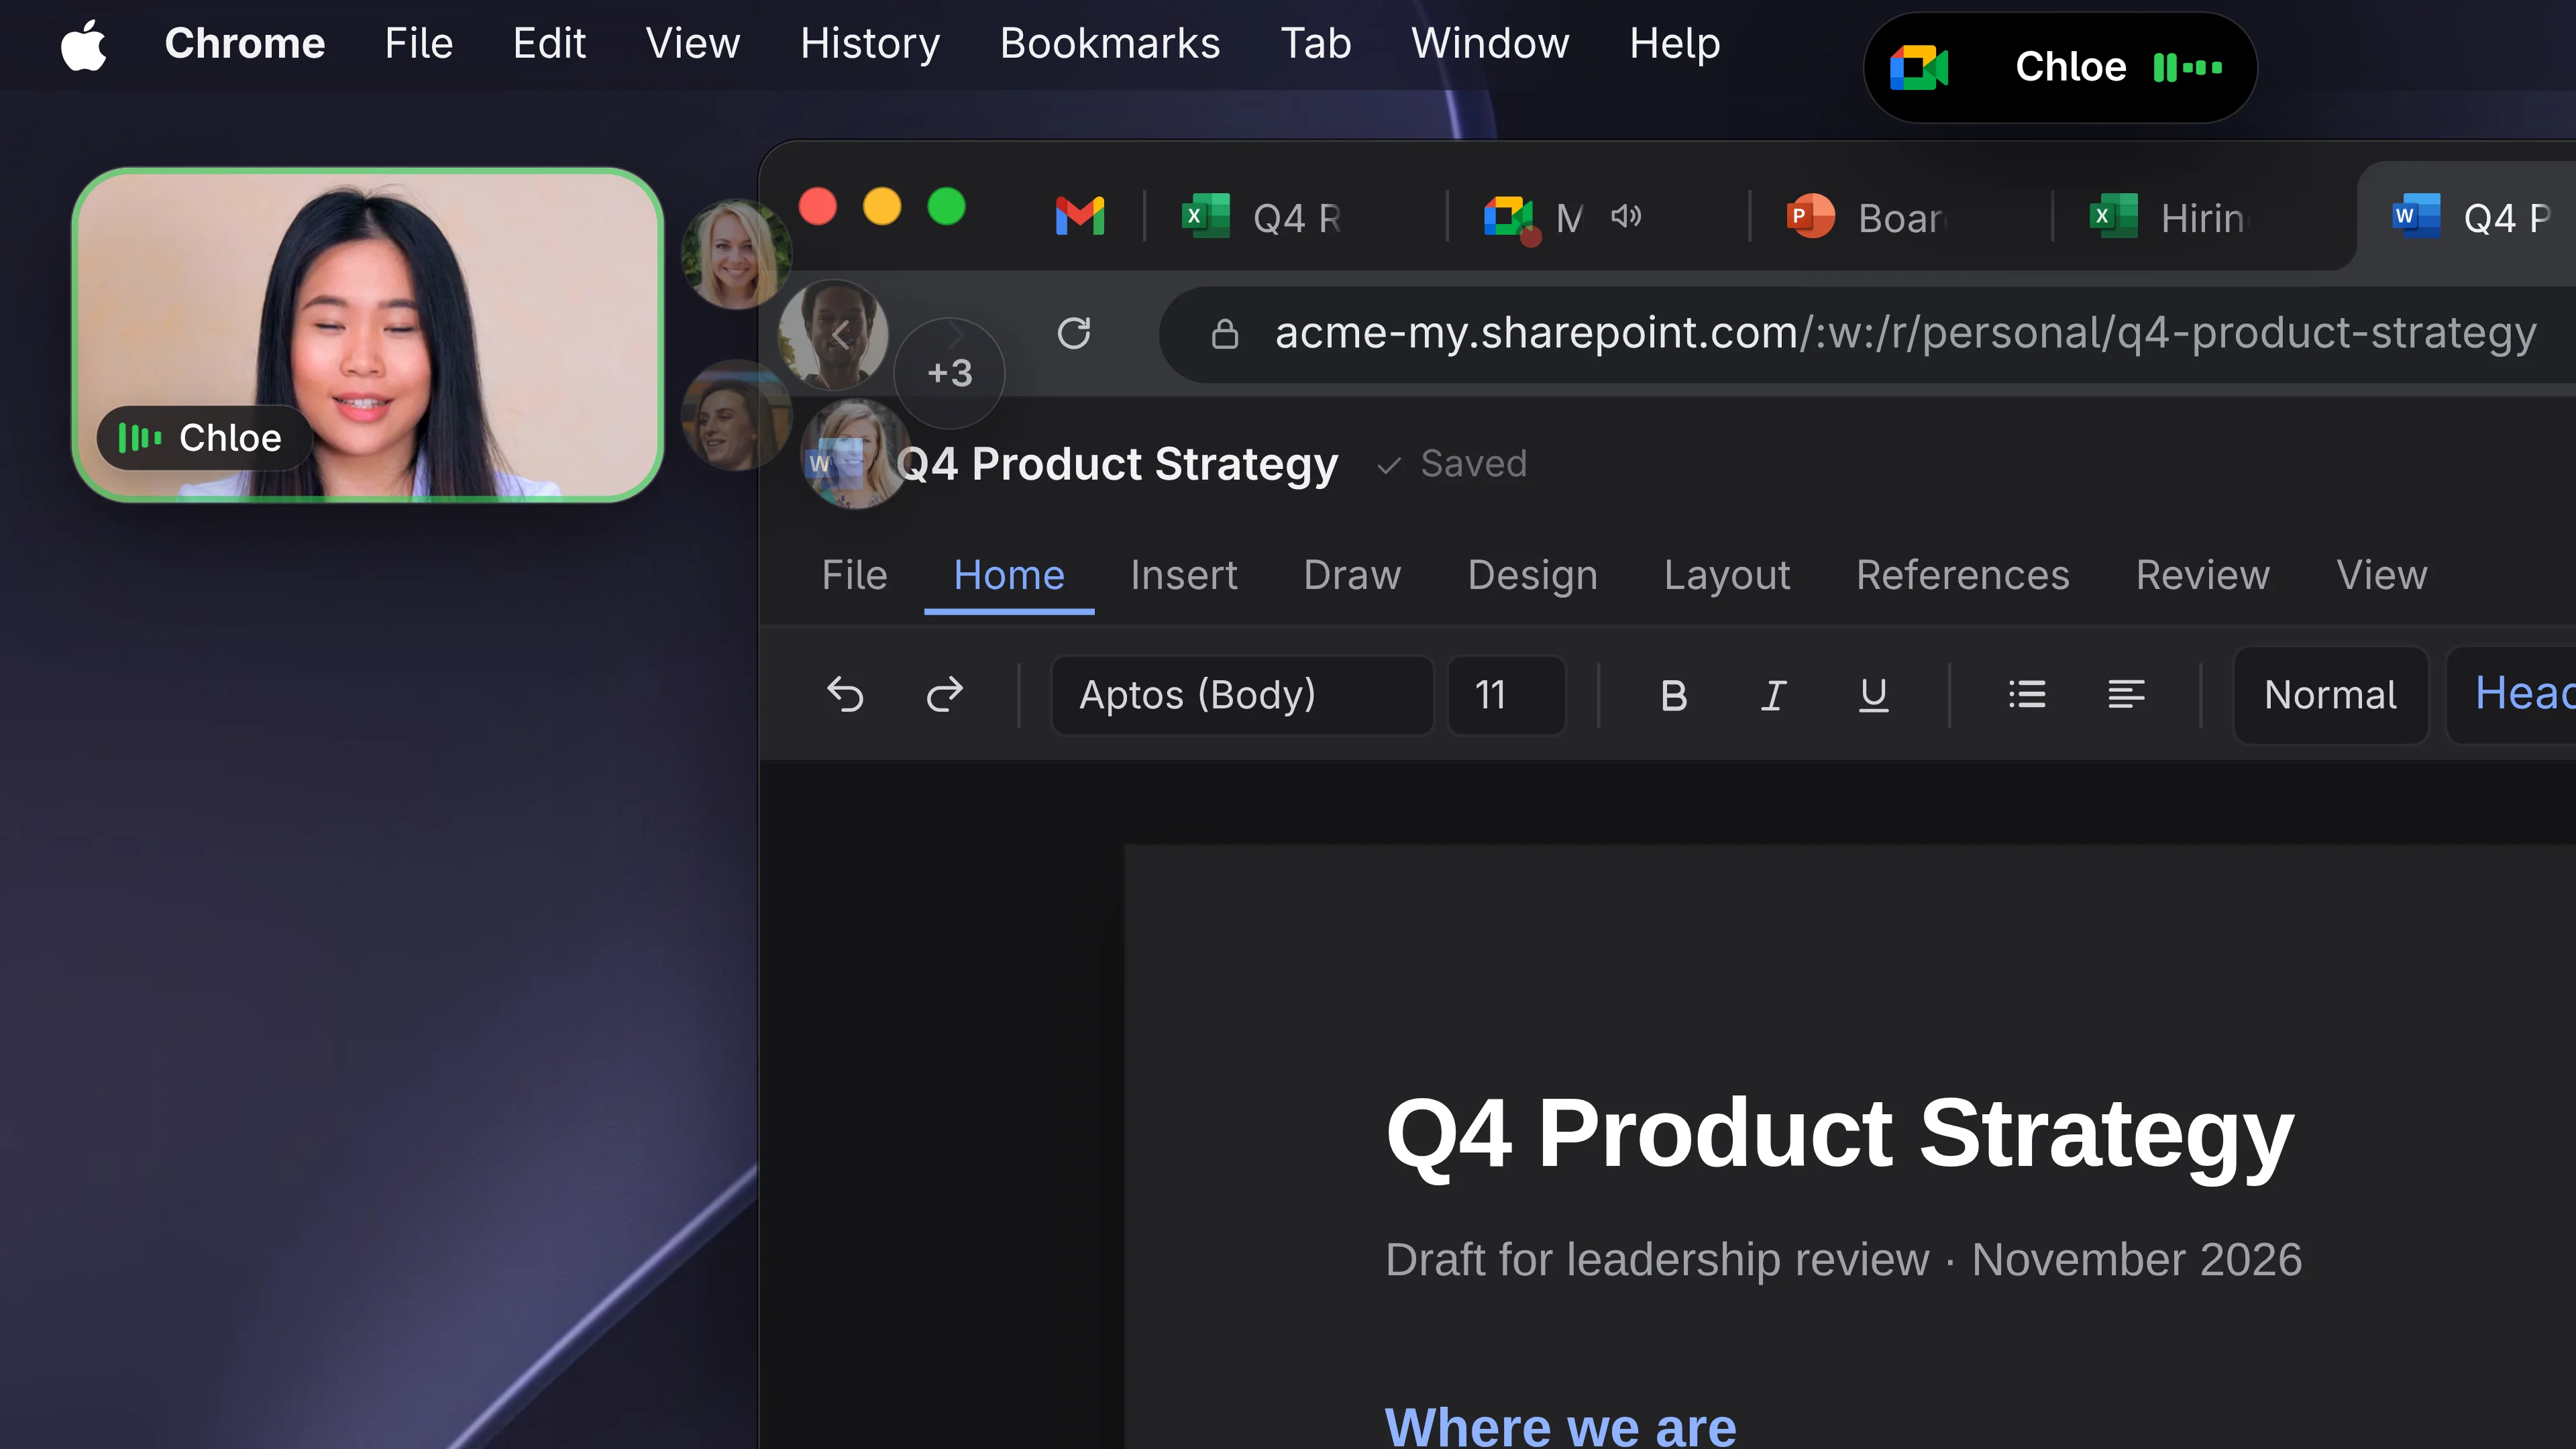 Chrome File Edit View History Bookmarks Tab Window Help
Chloe
Q4 R
M
Boar
Hirin
Q4 P
acme-my.sharepoint.com/:w:/r/personal/q4-product-strategy
+3
Chloe
Q4 Product Strategy Saved
File Home Insert Draw Design Layout References Review View
Aptos (Body) 11 B I U Normal Head
Q4 Product Strategy
Draft for leadership review · November 2026
Where we are